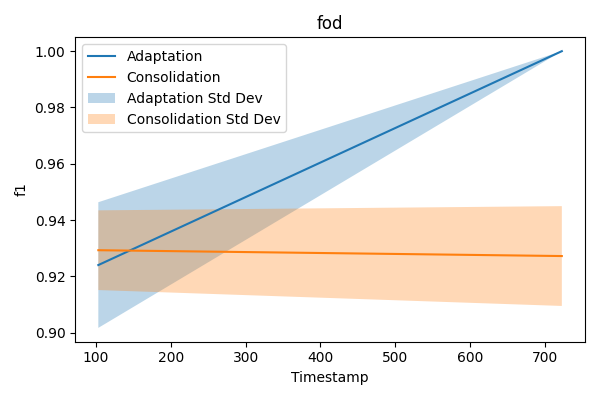 fod
Adaptation
Consolidation
Adaptation Std Dev
Consolidation Std Dev
f1
1.00
0.98
0.96
0.94
0.92
0.90
100 200 300 400 500 600 700
Timestamp